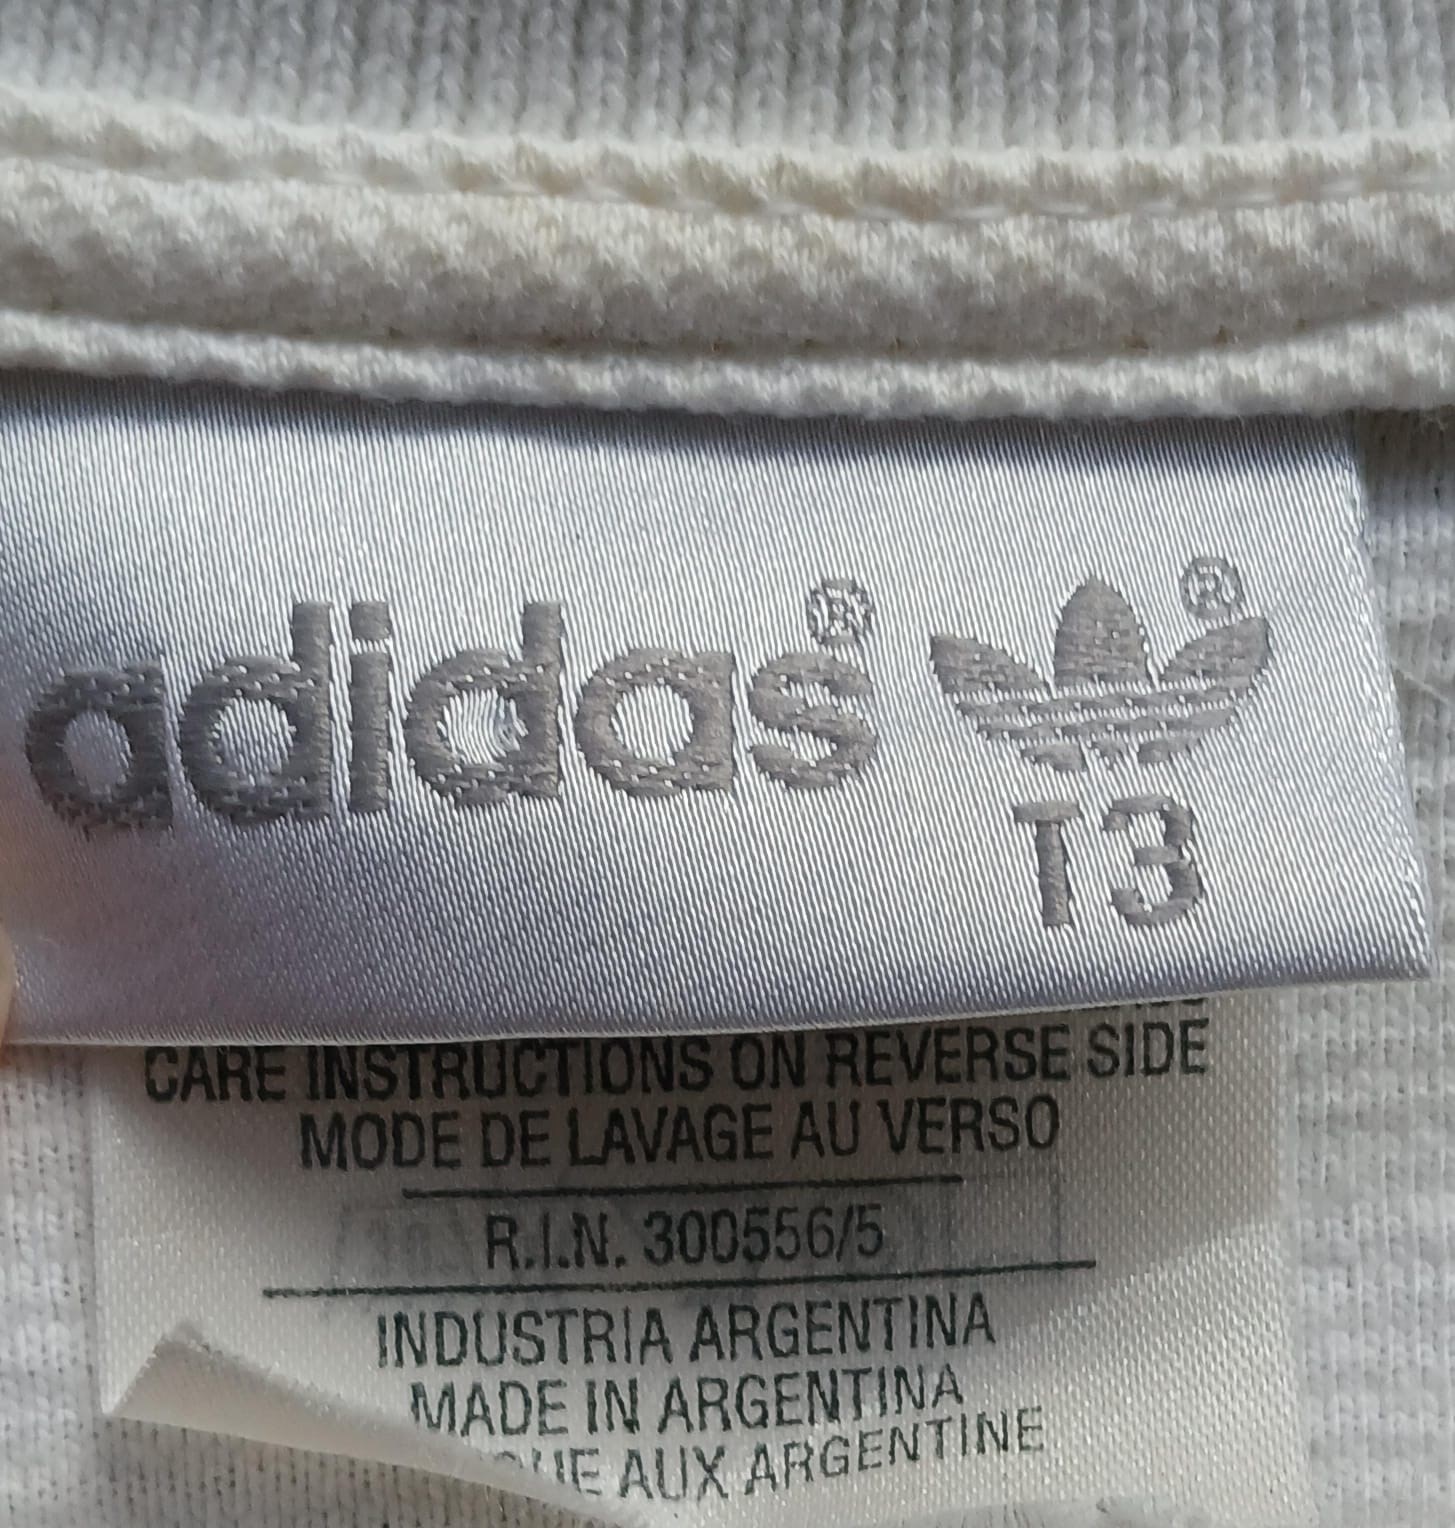 adidas® ®
T3
CARE INSTRUCTIONS ON REVERSE SIDE
MODE DE LAVAGE AU VERSO
R.I.N. 300556/5
INDUSTRIA ARGENTINA
MADE IN ARGENTINA
AUX ARGENTINE